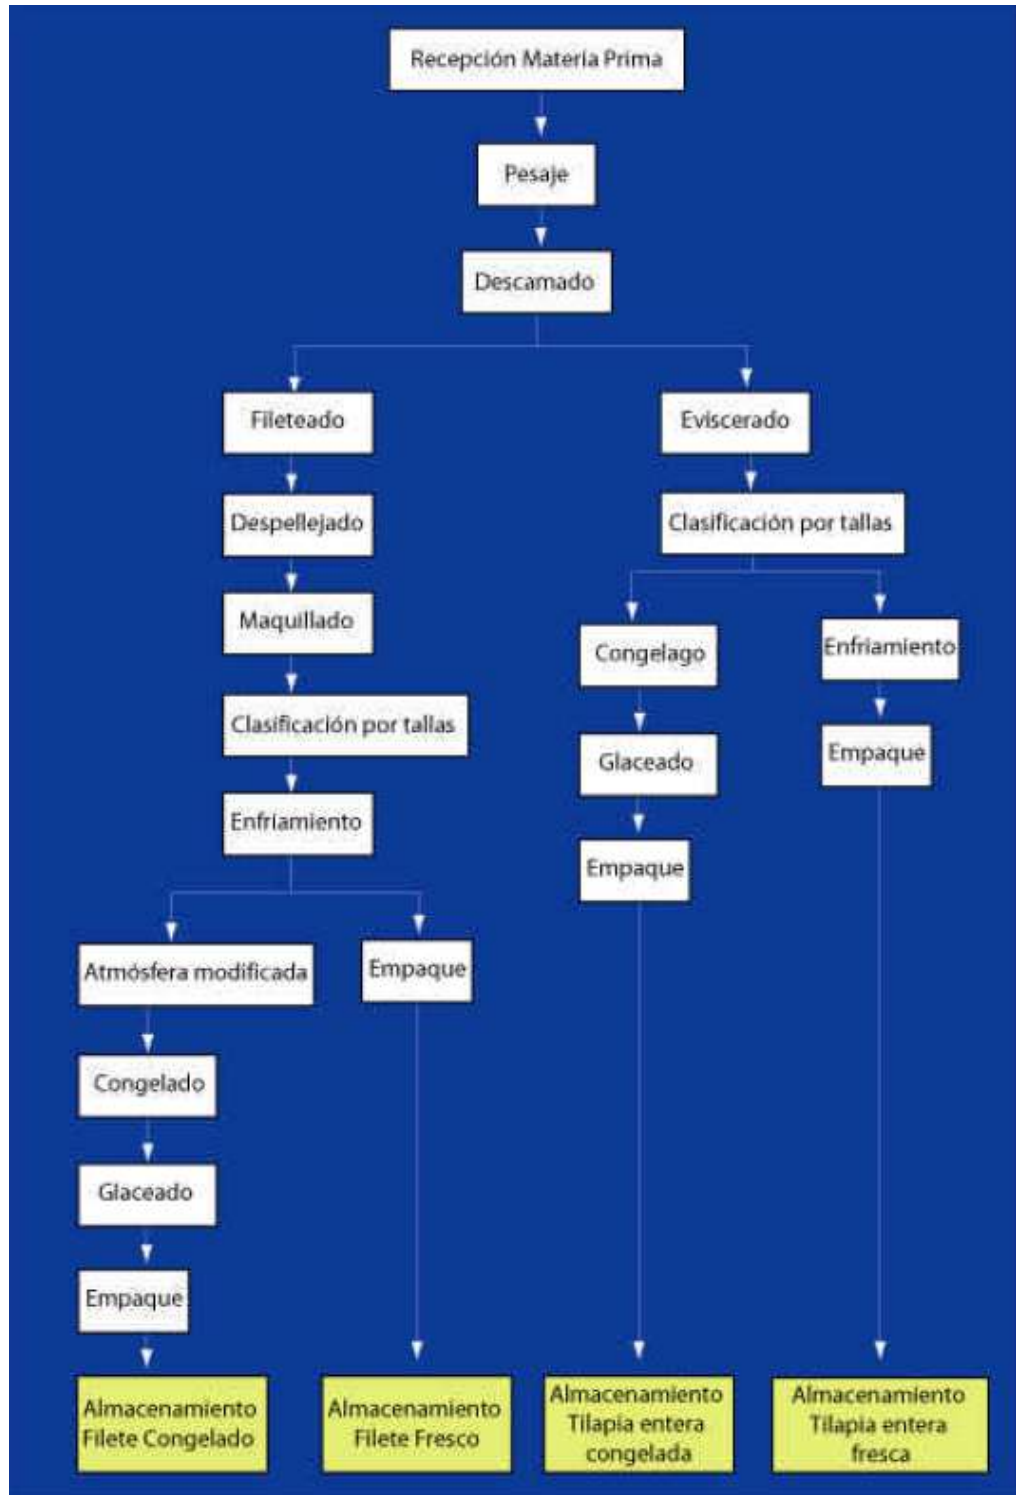 Recepción Materia Prima
Pesaje
Descamado
Fileteado
Despellejado
Maquillado
Clasificación por tallas
Enfriamiento
Atmósfera modificada
Congelado
Glaceado
Empaque
Almacenamiento
Filete Congelado
Empaque
Almacenamiento
Filete Fresco
Eviscerado
Clasificación por tallas
Congelago
Glaceado
Empaque
Almacenamiento
Tilapia entera
congelada
Enfriamiento
Empaque
Almacenamiento
Tilapia entera
fresca